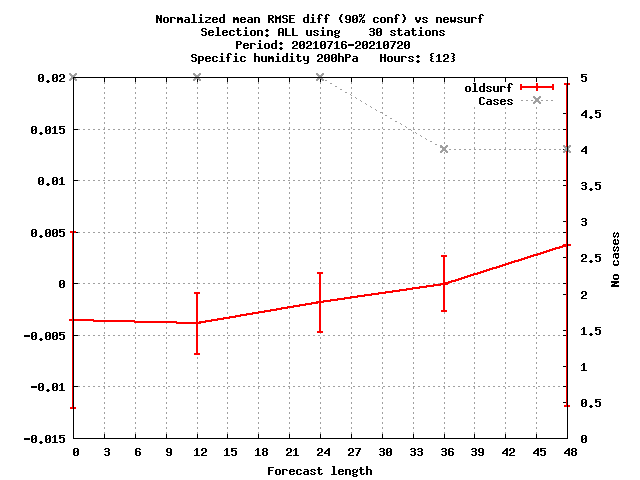 Normalized mean RMSE diff (90% conf) vs newsurf
Selection: ALL using    30 stations
Period: 20210716-20210720
Specific humidity 200hPa   Hours: {12}
oldsurf
Cases
0.02
0.015
0.01
0.005
0
-0.005
-0.01
-0.015
5
4.5
4
3.5
3
2.5
2
1.5
1
0.5
0
No cases
0 3 6 9 12 15 18 21 24 27 30 33 36 39 42 45 48
Forecast length